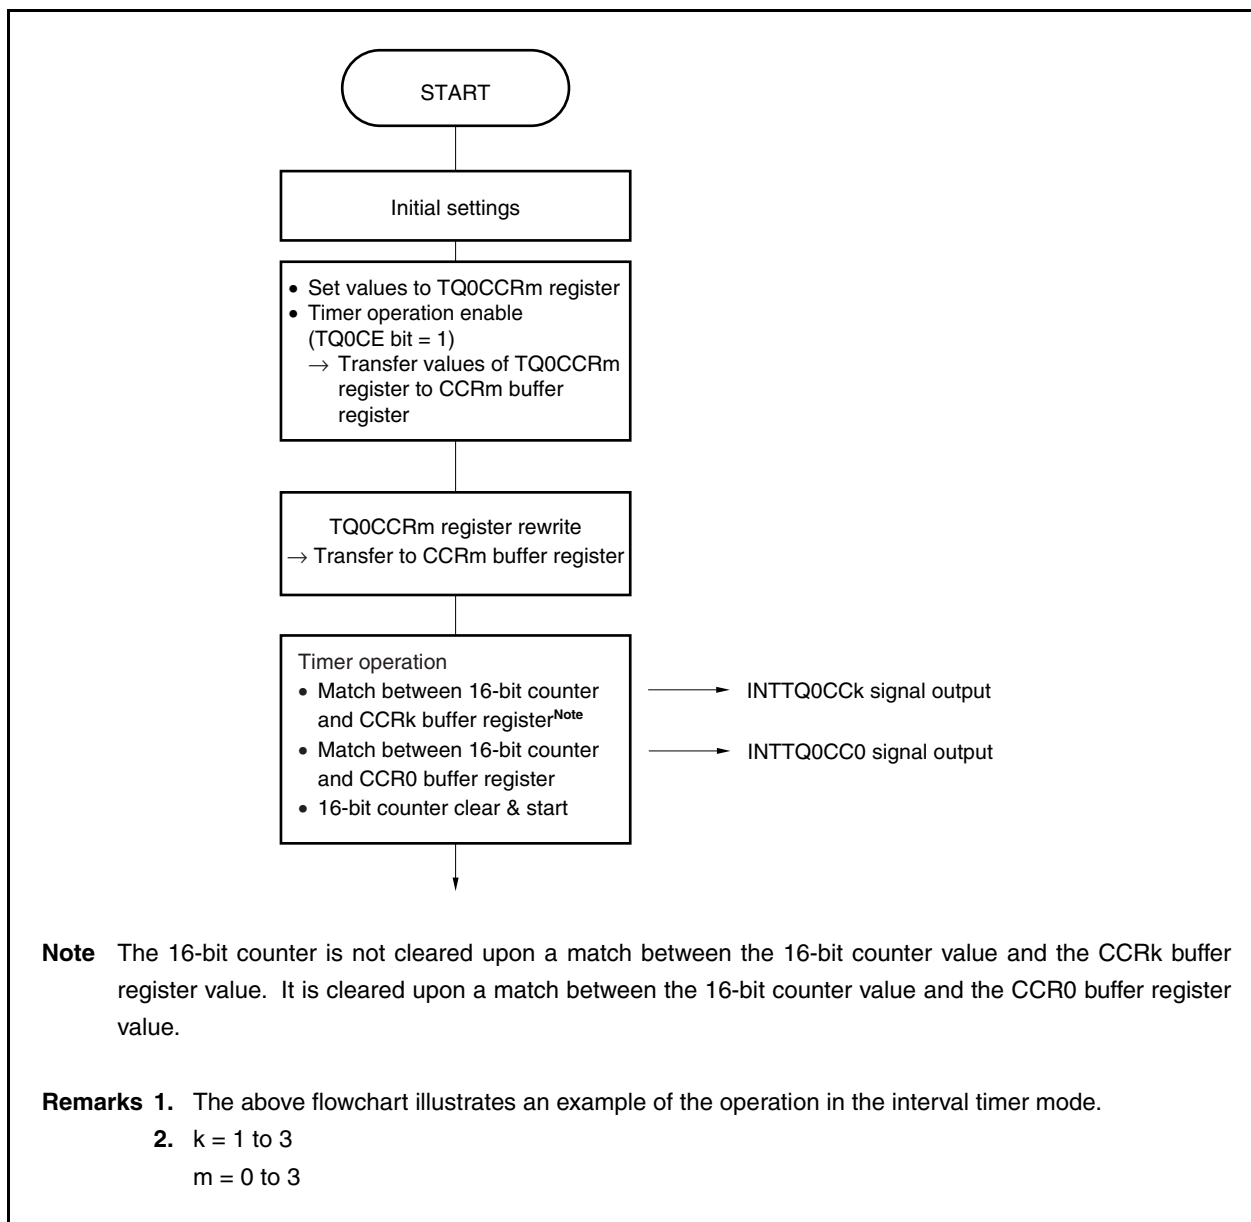 START
Initial settings
• Set values to TQ0CCRm register
• Timer operation enable
(TQ0CE bit = 1)
→ Transfer values of TQ0CCRm
register to CCRm buffer
register
TQ0CCRm register rewrite
→ Transfer to CCRm buffer register
Timer operation
• Match between 16-bit counter
and CCRk buffer registerNote
→ INTTQ0CCk signal output
• Match between 16-bit counter
and CCR0 buffer register
→ INTTQ0CC0 signal output
• 16-bit counter clear & start
Note The 16-bit counter is not cleared upon a match between the 16-bit counter value and the CCRk buffer
register value. It is cleared upon a match between the 16-bit counter value and the CCR0 buffer register
value.
Remarks 1. The above flowchart illustrates an example of the operation in the interval timer mode.
2. k = 1 to 3
m = 0 to 3